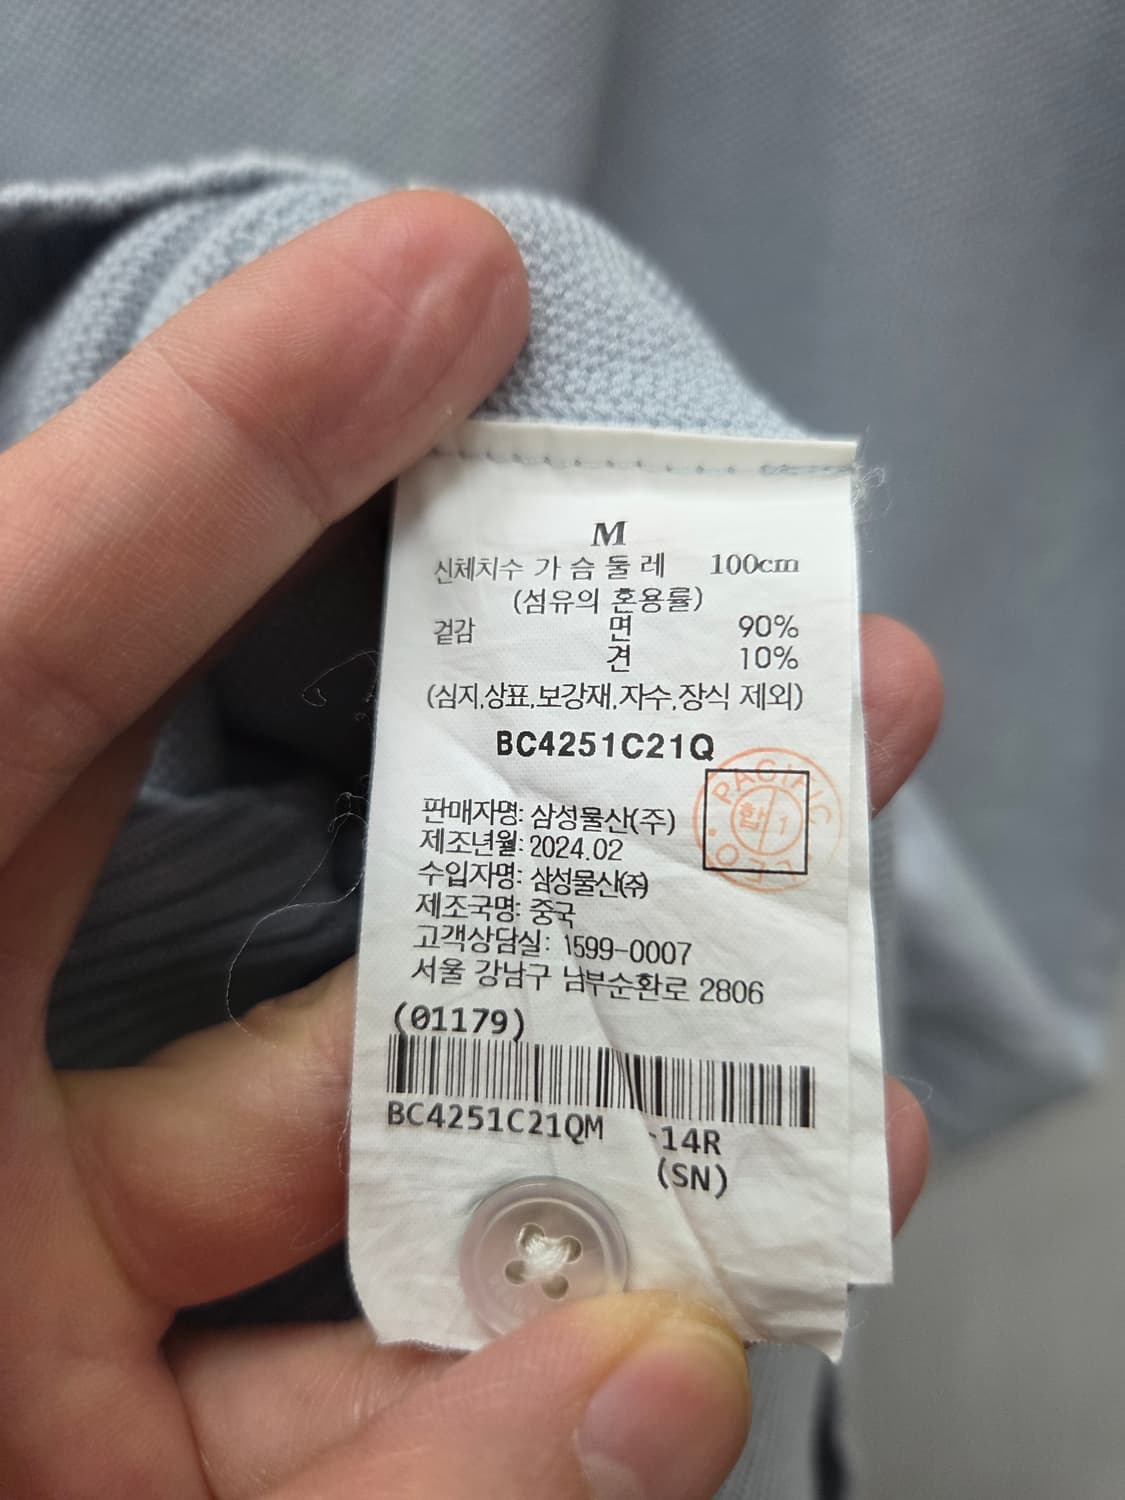 M
신체치수 가 슴 둘 레 100cm
(섬유의 혼용률)
겉감 면 90%
견 10%
(심지,상표,보강재,자수,장식 제외)
BC4251C21Q
PACIFIC
합 1
판매자명: 삼성물산(주)
제조년월: 2024.02
수입자명: 삼성물산㈜
제조국명: 중국
고객상담실: 1599-0007
서울 강남구 남부순환로 2806
(01179)
BC4251C21QM -14R
(SN)